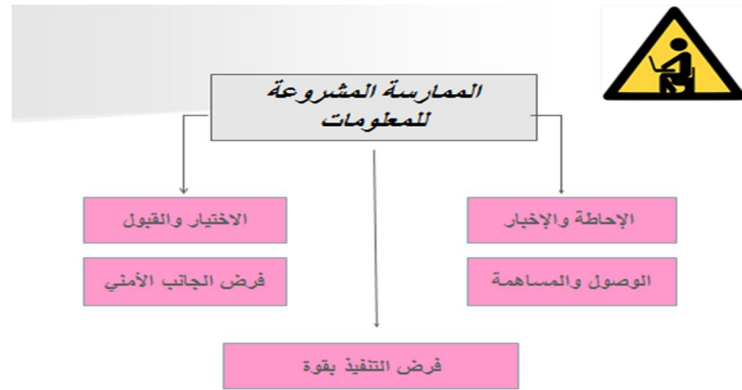 الممارسة المشروعة
للمعلومات
الإحاطة والإخبار
الاختيار والقبول
الوصول والمساهمة
فرض الجانب الأمني
فرض التنفيذ بقوة